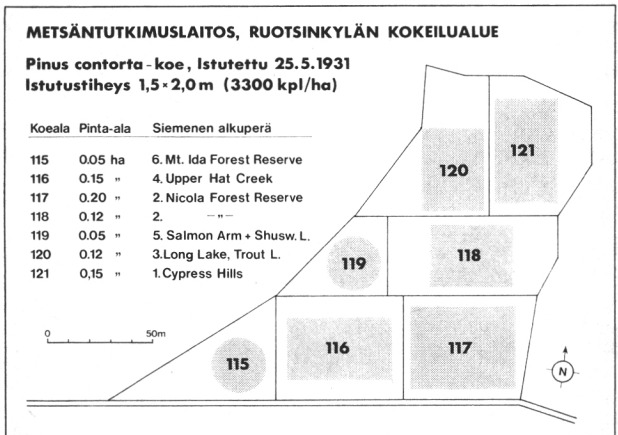 METSÄNTUTKIMUSLAITOS, RUOTSINKYLÄN KOKEILUALUE
Pinus contorta-koe, Istutettu 25.5.1931
Istutustiheys 1,5×2,0 m (3300 kpl/ha)
Koeala Pinta-ala Siemenen alkuperä
115 0.05 ha 6. Mt. Ida Forest Reserve
116 0.15 " 4. Upper Hat Creek
117 0.20 " 2. Nicola Forest Reserve
118 0.12 " 2. -"-
119 0.05 " 5. Salmon Arm + Shusw. L.
120 0.12 " 3. Long Lake, Trout L.
121 0,15 " 1. Cypress Hills
0 50m
120
121
119
118
115
116
117
N